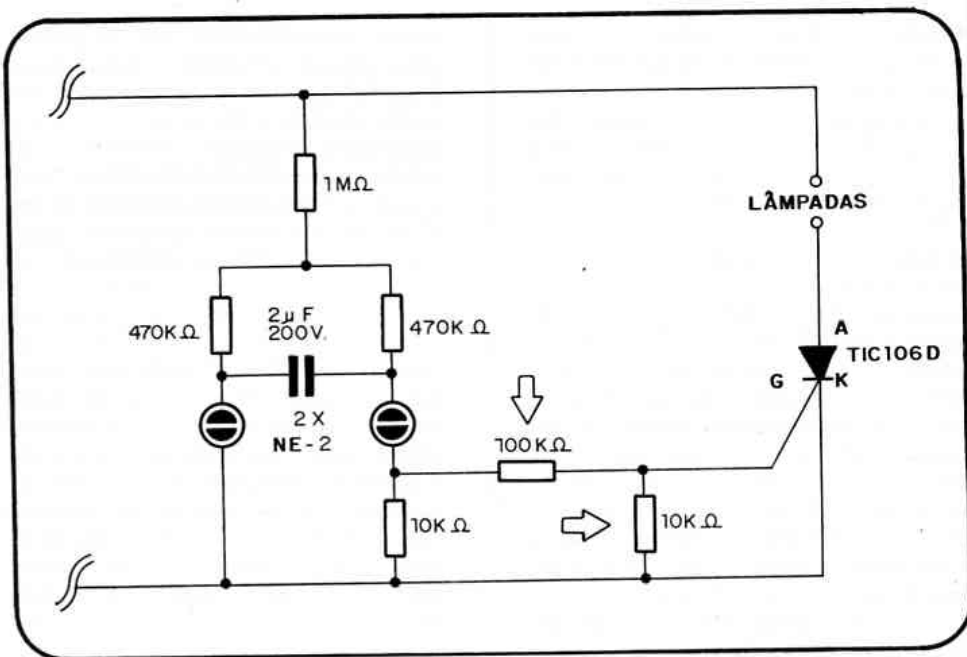 1MΩ
LÂMPADAS
470KΩ
2µF
200V.
470KΩ
A
TIC106D
G
K
2 X
NE-2
100KΩ
10KΩ
10KΩ